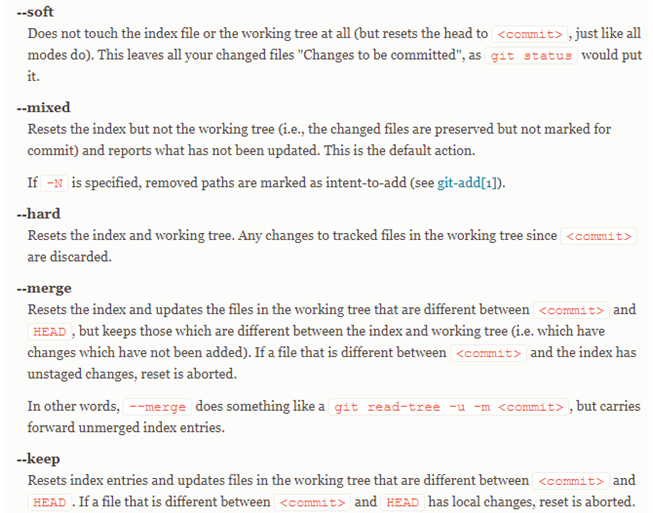 --soft
Does not touch the index file or the working tree at all (but resets the head to <commit> , just like all
modes do). This leaves all your changed files "Changes to be committed", as git status would put
it.
--mixed
Resets the index but not the working tree (i.e., the changed files are preserved but not marked for
commit) and reports what has not been updated. This is the default action.
If -N is specified, removed paths are marked as intent-to-add (see git-add[1]).
--hard
Resets the index and working tree. Any changes to tracked files in the working tree since <commit>
are discarded.
--merge
Resets the index and updates the files in the working tree that are different between <commit> and
HEAD , but keeps those which are different between the index and working tree (i.e. which have
changes which have not been added). If a file that is different between <commit> and the index has
unstaged changes, reset is aborted.
In other words, --merge does something like a git read-tree -u -m <commit> , but carries
forward unmerged index entries.
--keep
Resets index entries and updates files in the working tree that are different between <commit> and
HEAD . If a file that is different between <commit> and HEAD has local changes, reset is aborted.